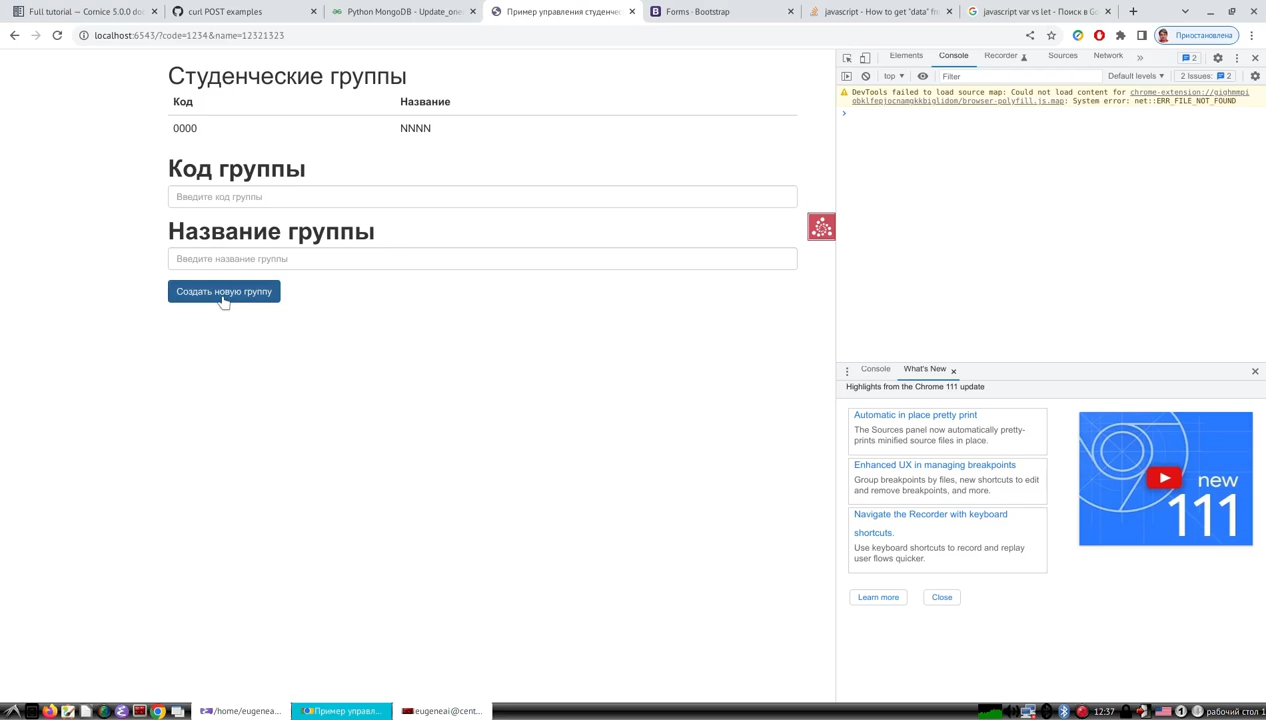 Full tutorial — Cornice 5.0.0 doc
curl POST examples
Python MongoDB - Update_one
Пример управления студенчес
Forms · Bootstrap
javascript - How to get "data" fr
javascript var vs let - Поиск в Go
localhost:6543/?code=1234&name=12321323
Приостановлена
Студенческие группы
Код Название
0000 NNNN
Код группы
Введите код группы
Название группы
Введите название группы
Создать новую группу
Elements Console Recorder Sources Network » 2
top Filter Default levels 2 Issues: 2
DevTools failed to load source map: Could not load content for chrome-extension://gighmmpi
obklfepjocnamgkkbiglidom/browser-polyfill.js.map: System error: net::ERR_FILE_NOT_FOUND
Console What's New
Highlights from the Chrome 111 update
Automatic in place pretty print
The Sources panel now automatically pretty-
prints minified source files in place.
Enhanced UX in managing breakpoints
Group breakpoints by files, new shortcuts to edit
and remove breakpoints, and more.
Navigate the Recorder with keyboard
shortcuts.
Use keyboard shortcuts to record and replay
user flows quicker.
new
111
Learn more Close
/home/eugenea...
Пример управл...
eugeneai@cent...
12:37
1
рабочий стол 1